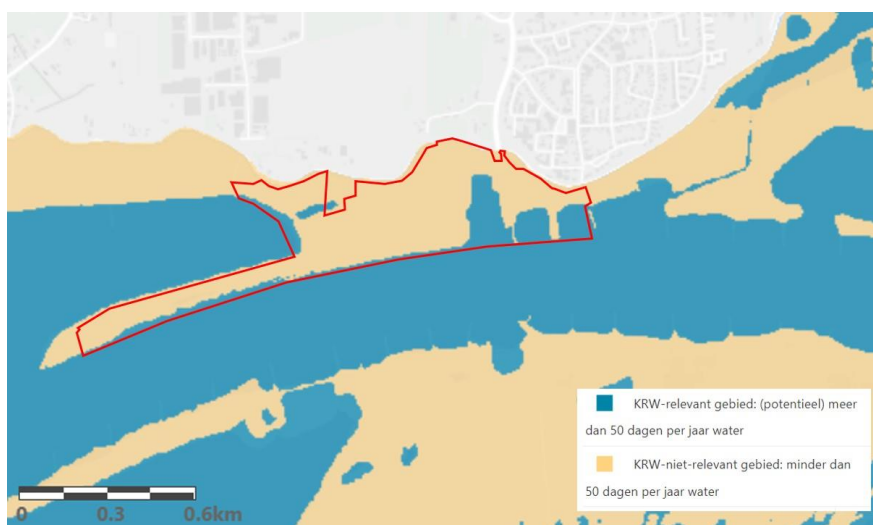 KRW-relevant gebied: (potentieel) meer
dan 50 dagen per jaar water
KRW-niet-relevant gebied: minder dan
50 dagen per jaar water
0 0.3 0.6km